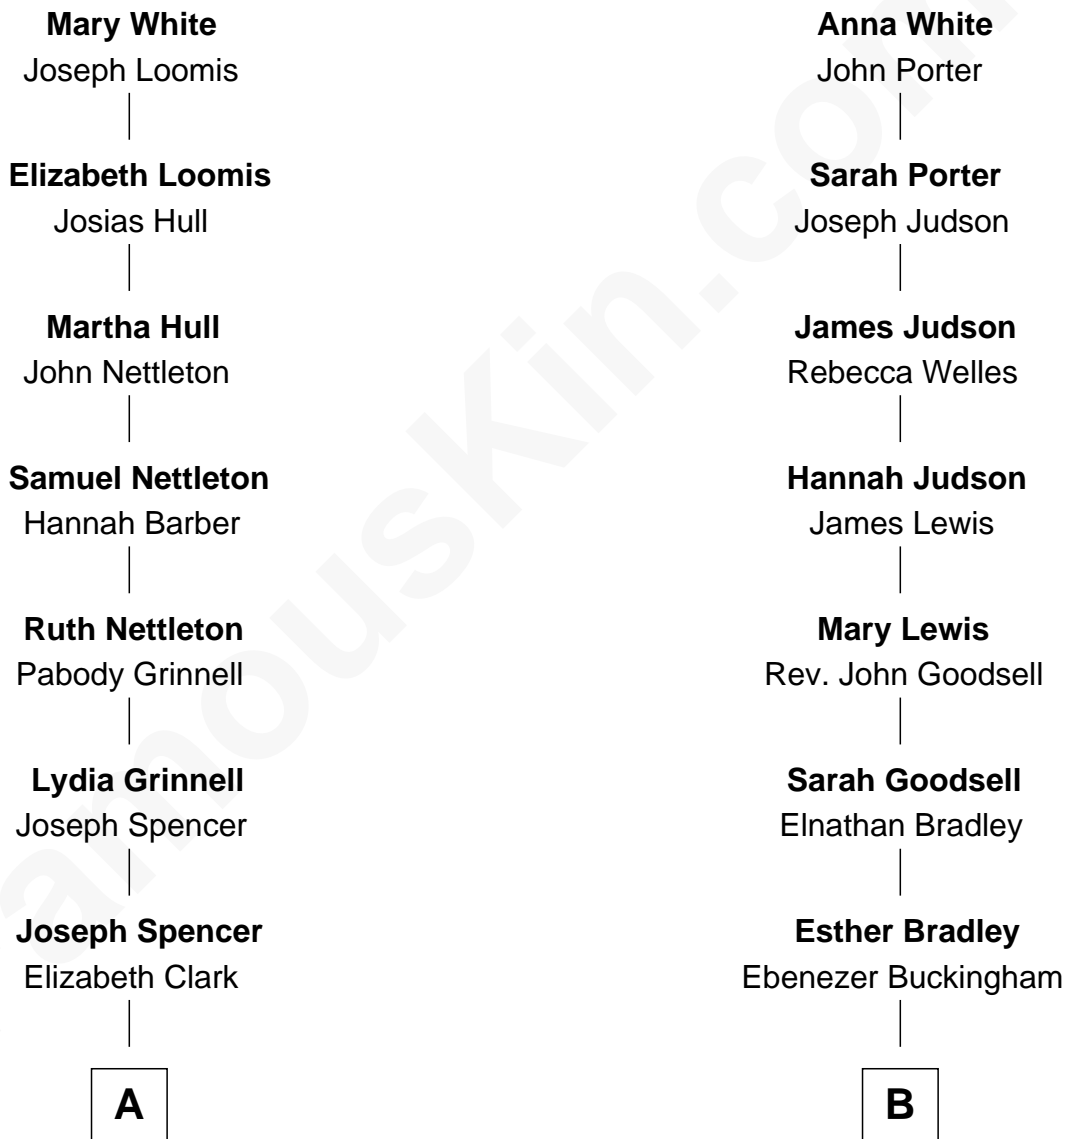 Mary White
Joseph Loomis
Elizabeth Loomis
Josias Hull
Martha Hull
John Nettleton
Samuel Nettleton
Hannah Barber
Ruth Nettleton
Pabody Grinnell
Lydia Grinnell
Joseph Spencer
Joseph Spencer
Elizabeth Clark
A
Anna White
John Porter
Sarah Porter
Joseph Judson
James Judson
Rebecca Welles
Hannah Judson
James Lewis
Mary Lewis
Rev. John Goodsell
Sarah Goodsell
Elnathan Bradley
Esther Bradley
Ebenezer Buckingham
B
amouskin.com